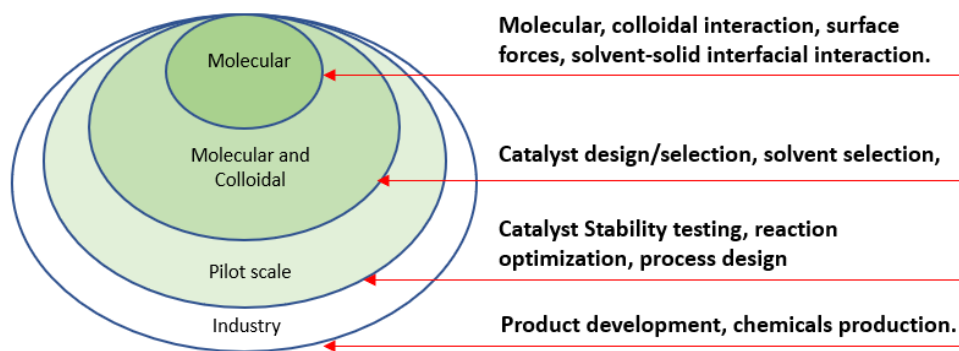 Molecular
Molecular and
Colloidal
Pilot scale
Industry
Molecular, colloidal interaction, surface
forces, solvent-solid interfacial interaction.
Catalyst design/selection, solvent selection,
Catalyst Stability testing, reaction
optimization, process design
Product development, chemicals production.